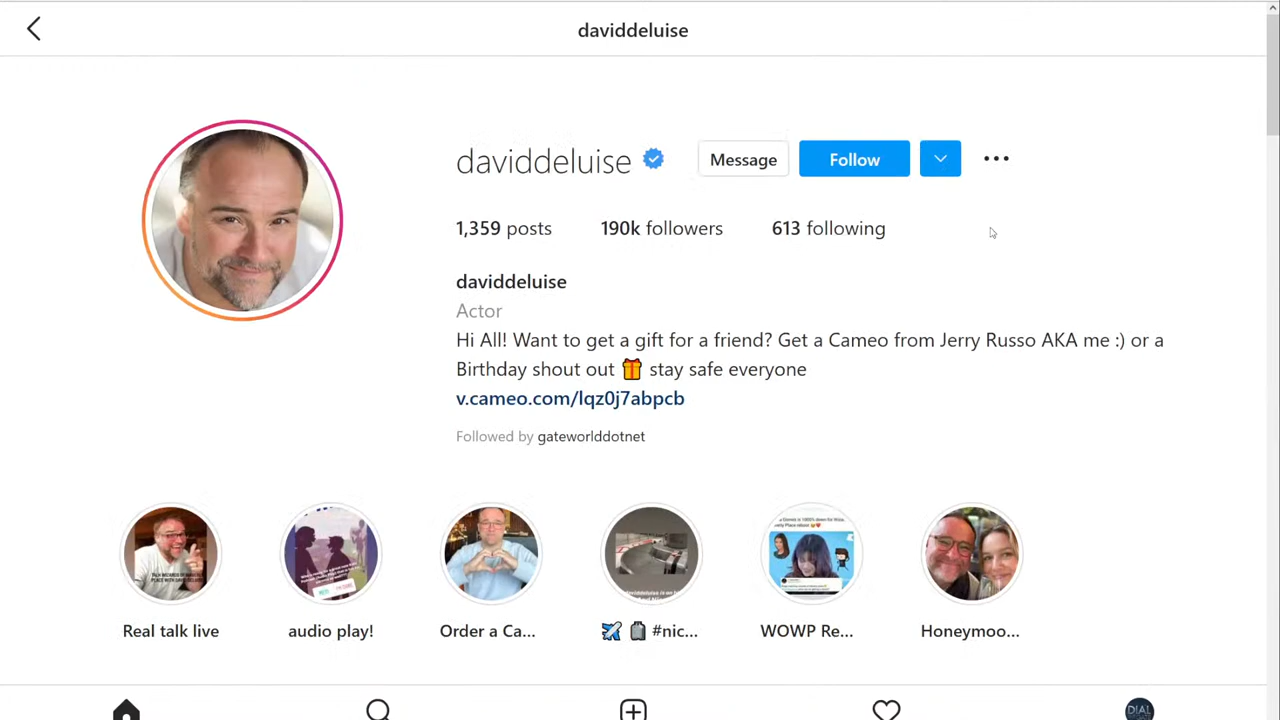 daviddeluise
daviddeluise Message Follow
1,359 posts 190k followers 613 following
daviddeluise
Actor
Hi All! Want to get a gift for a friend? Get a Cameo from Jerry Russo AKA me :) or a
Birthday shout out 🎁 stay safe everyone
v.cameo.com/lqz0j7abpcb
Followed by gateworlddotnet
Real talk live audio play! Order a Ca... ✈️ 🧳 #nic... WOWP Re... Honeymoo...